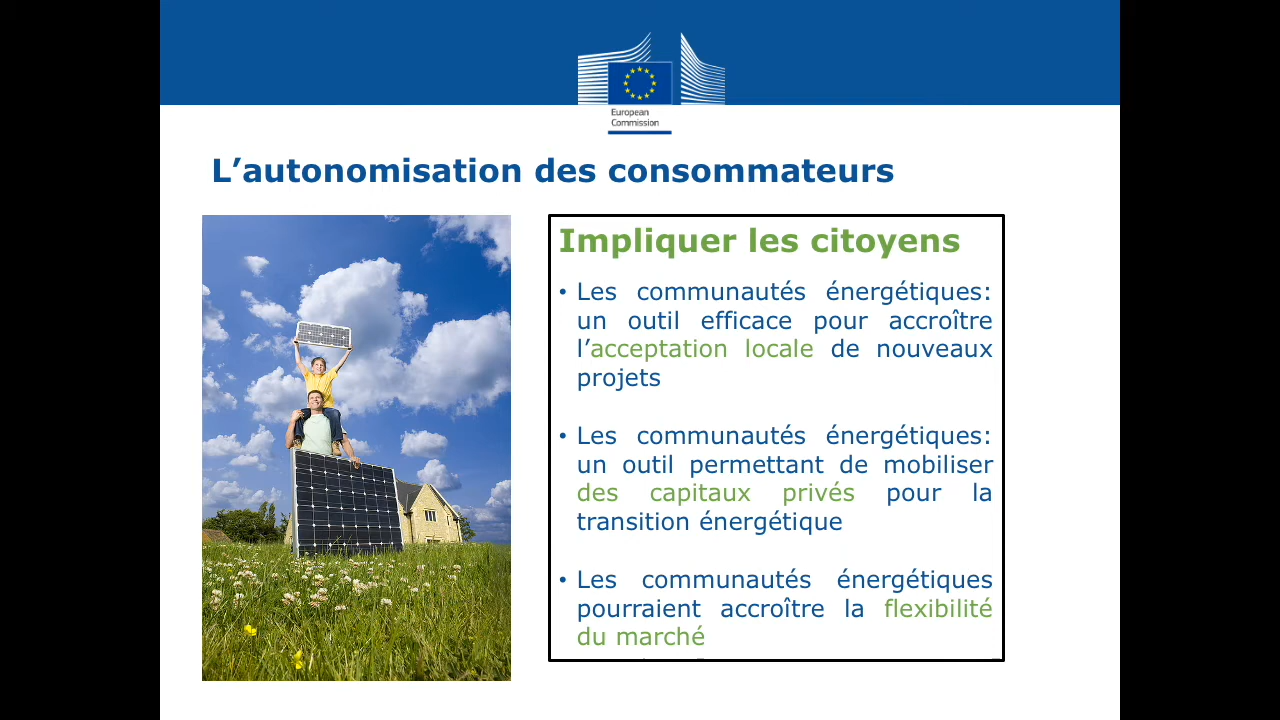 European
Commission
L’autonomisation des consommateurs
Impliquer les citoyens
• Les communautés énergétiques:
un outil efficace pour accroître
l’acceptation locale de nouveaux
projets
• Les communautés énergétiques:
un outil permettant de mobiliser
des capitaux privés pour la
transition énergétique
• Les communautés énergétiques
pourraient accroître la flexibilité
du marché